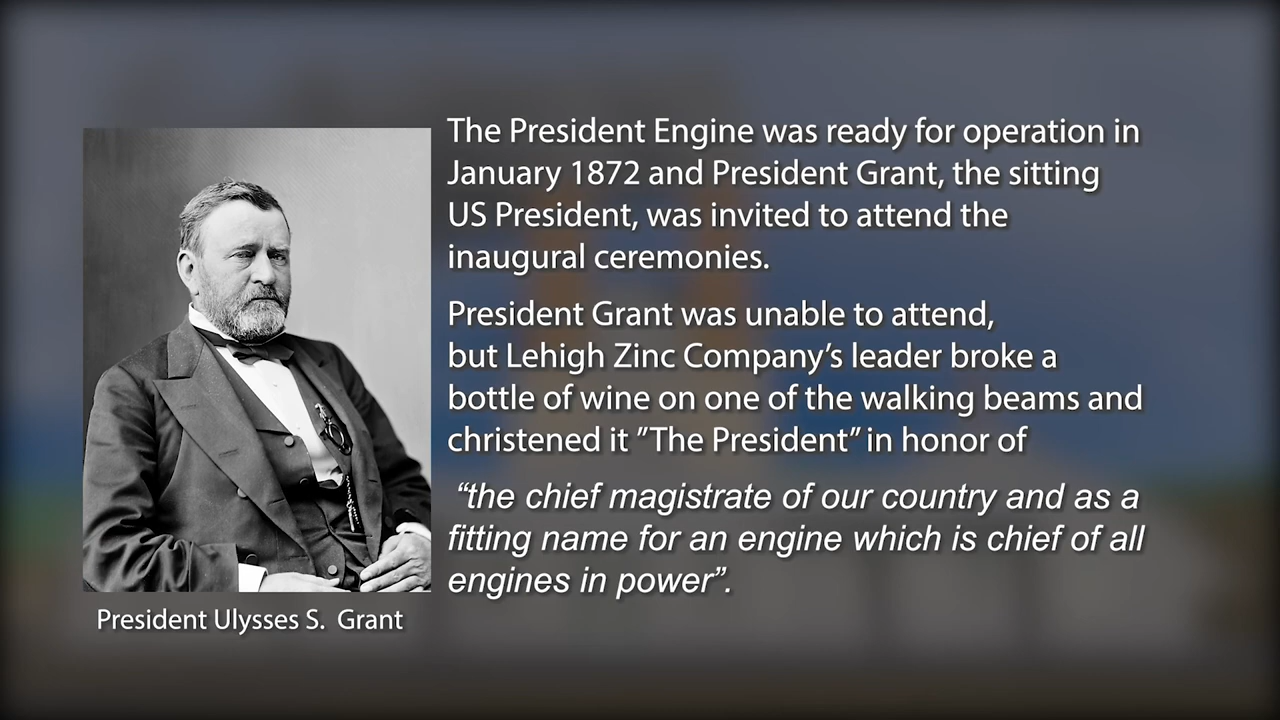 The President Engine was ready for operation in
January 1872 and President Grant, the sitting
US President, was invited to attend the
inaugural ceremonies.
President Grant was unable to attend,
but Lehigh Zinc Company’s leader broke a
bottle of wine on one of the walking beams and
christened it ”The President” in honor of
“the chief magistrate of our country and as a
fitting name for an engine which is chief of all
engines in power”.
President Ulysses S.  Grant